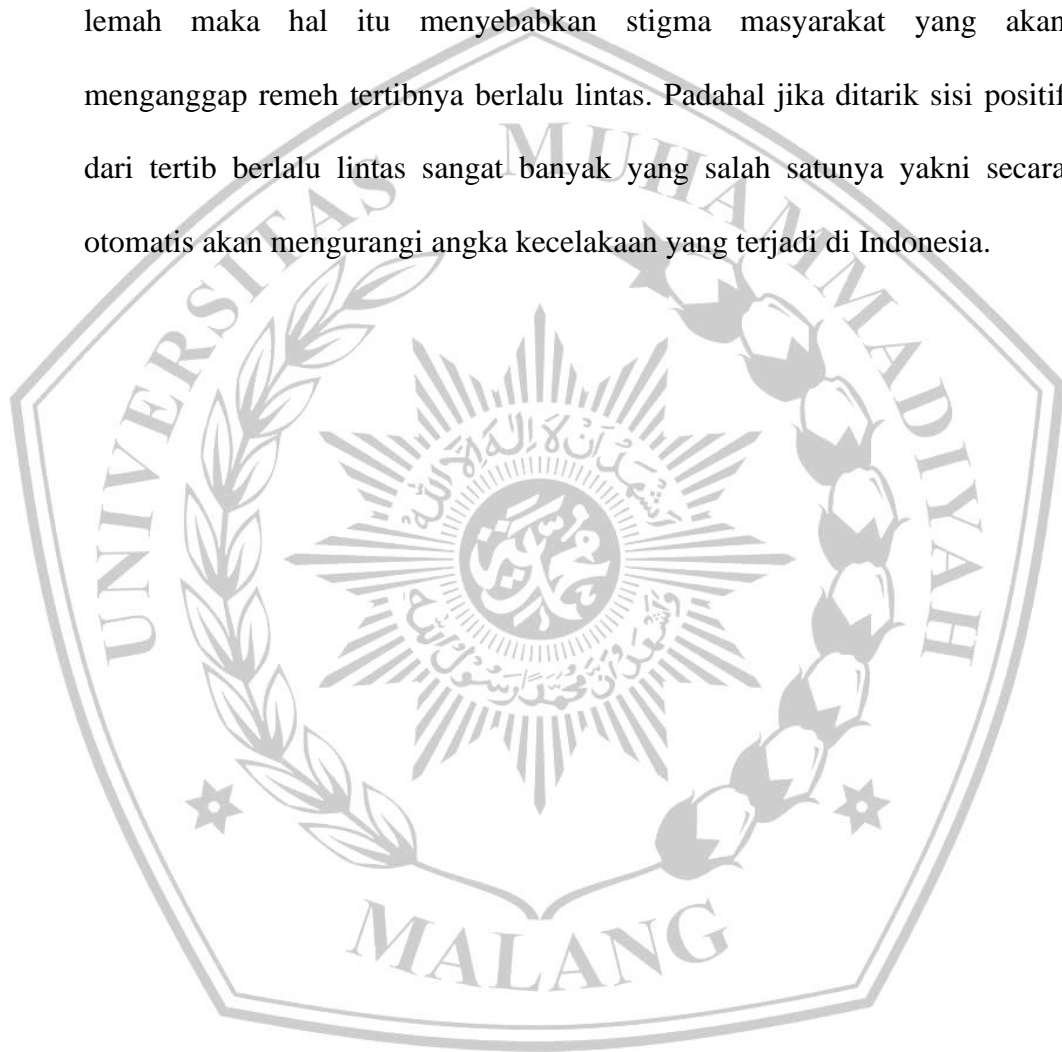 lemah maka hal itu menyebabkan stigma masyarakat yang akan
menganggap remeh tertibnya berlalu lintas. Padahal jika ditarik sisi positif
dari tertib berlalu lintas sangat banyak yang salah satunya yakni secara
otomatis akan mengurangi angka kecelakaan yang terjadi di Indonesia.
UNIVERSITAS MUHAMMADIYAH
MALANG